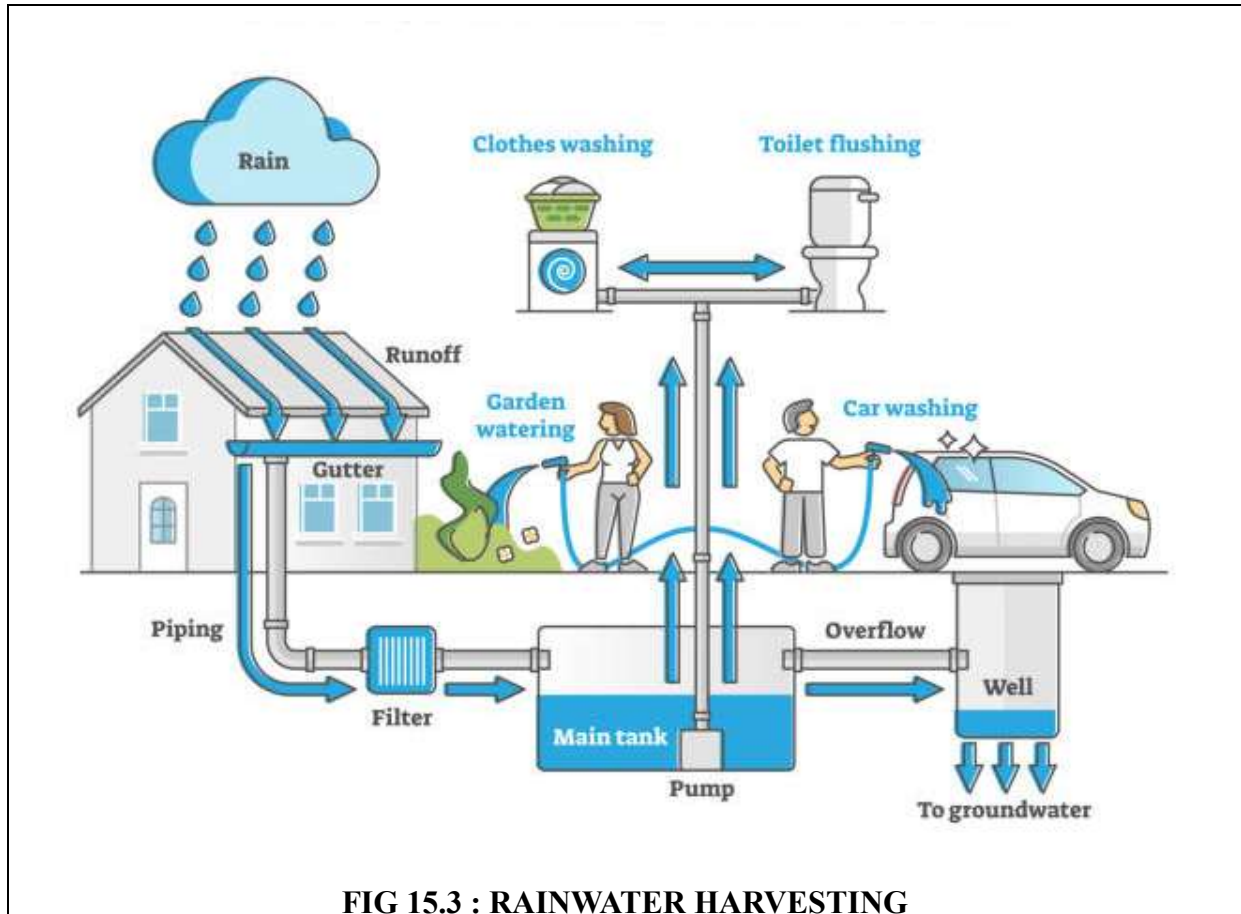 Rain
Clothes washing
Toilet flushing
Runoff
Garden
watering
Car washing
Gutter
Piping
Filter
Main tank
Pump
Overflow
Well
To groundwater
FIG 15.3 : RAINWATER HARVESTING